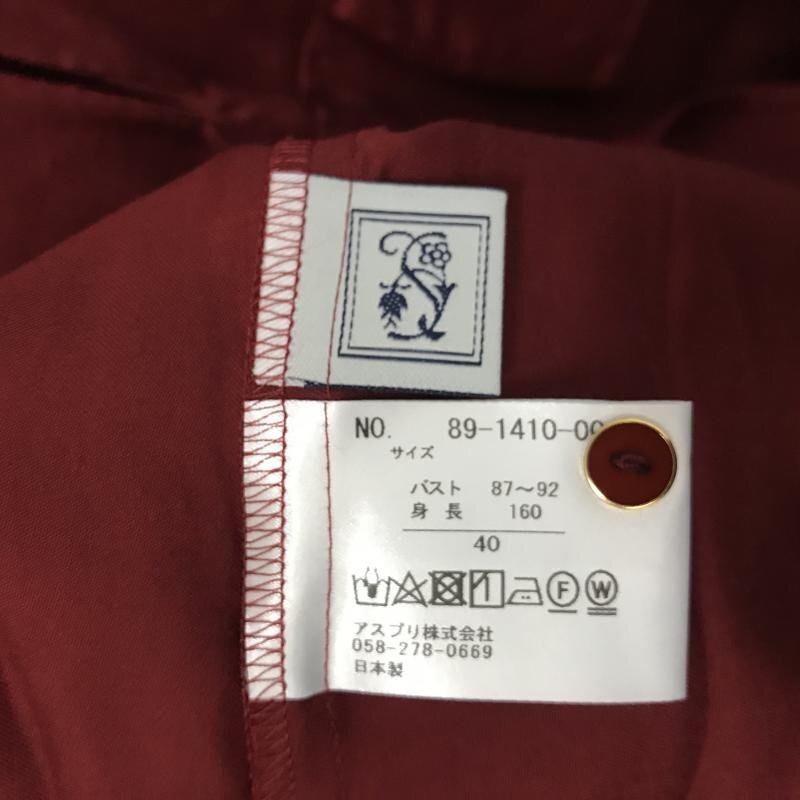 NO. 89-1410-0
サイズ
バスト 87～92
身長 160
40
F W
アスプリ株式会社
058-278-0669
日本製